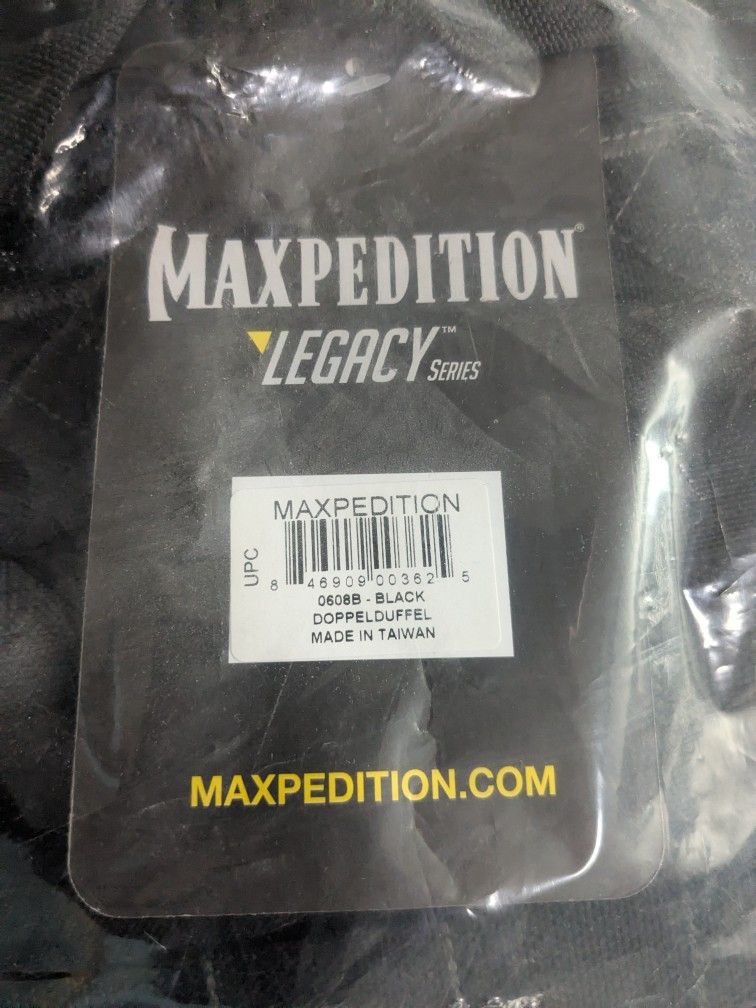 MAXPEDITION®
LEGACY™ SERIES
MAXPEDITION
UPC
8 46909 00362 5
0608B - BLACK
DOPPELDUFFEL
MADE IN TAIWAN
MAXPEDITION.COM